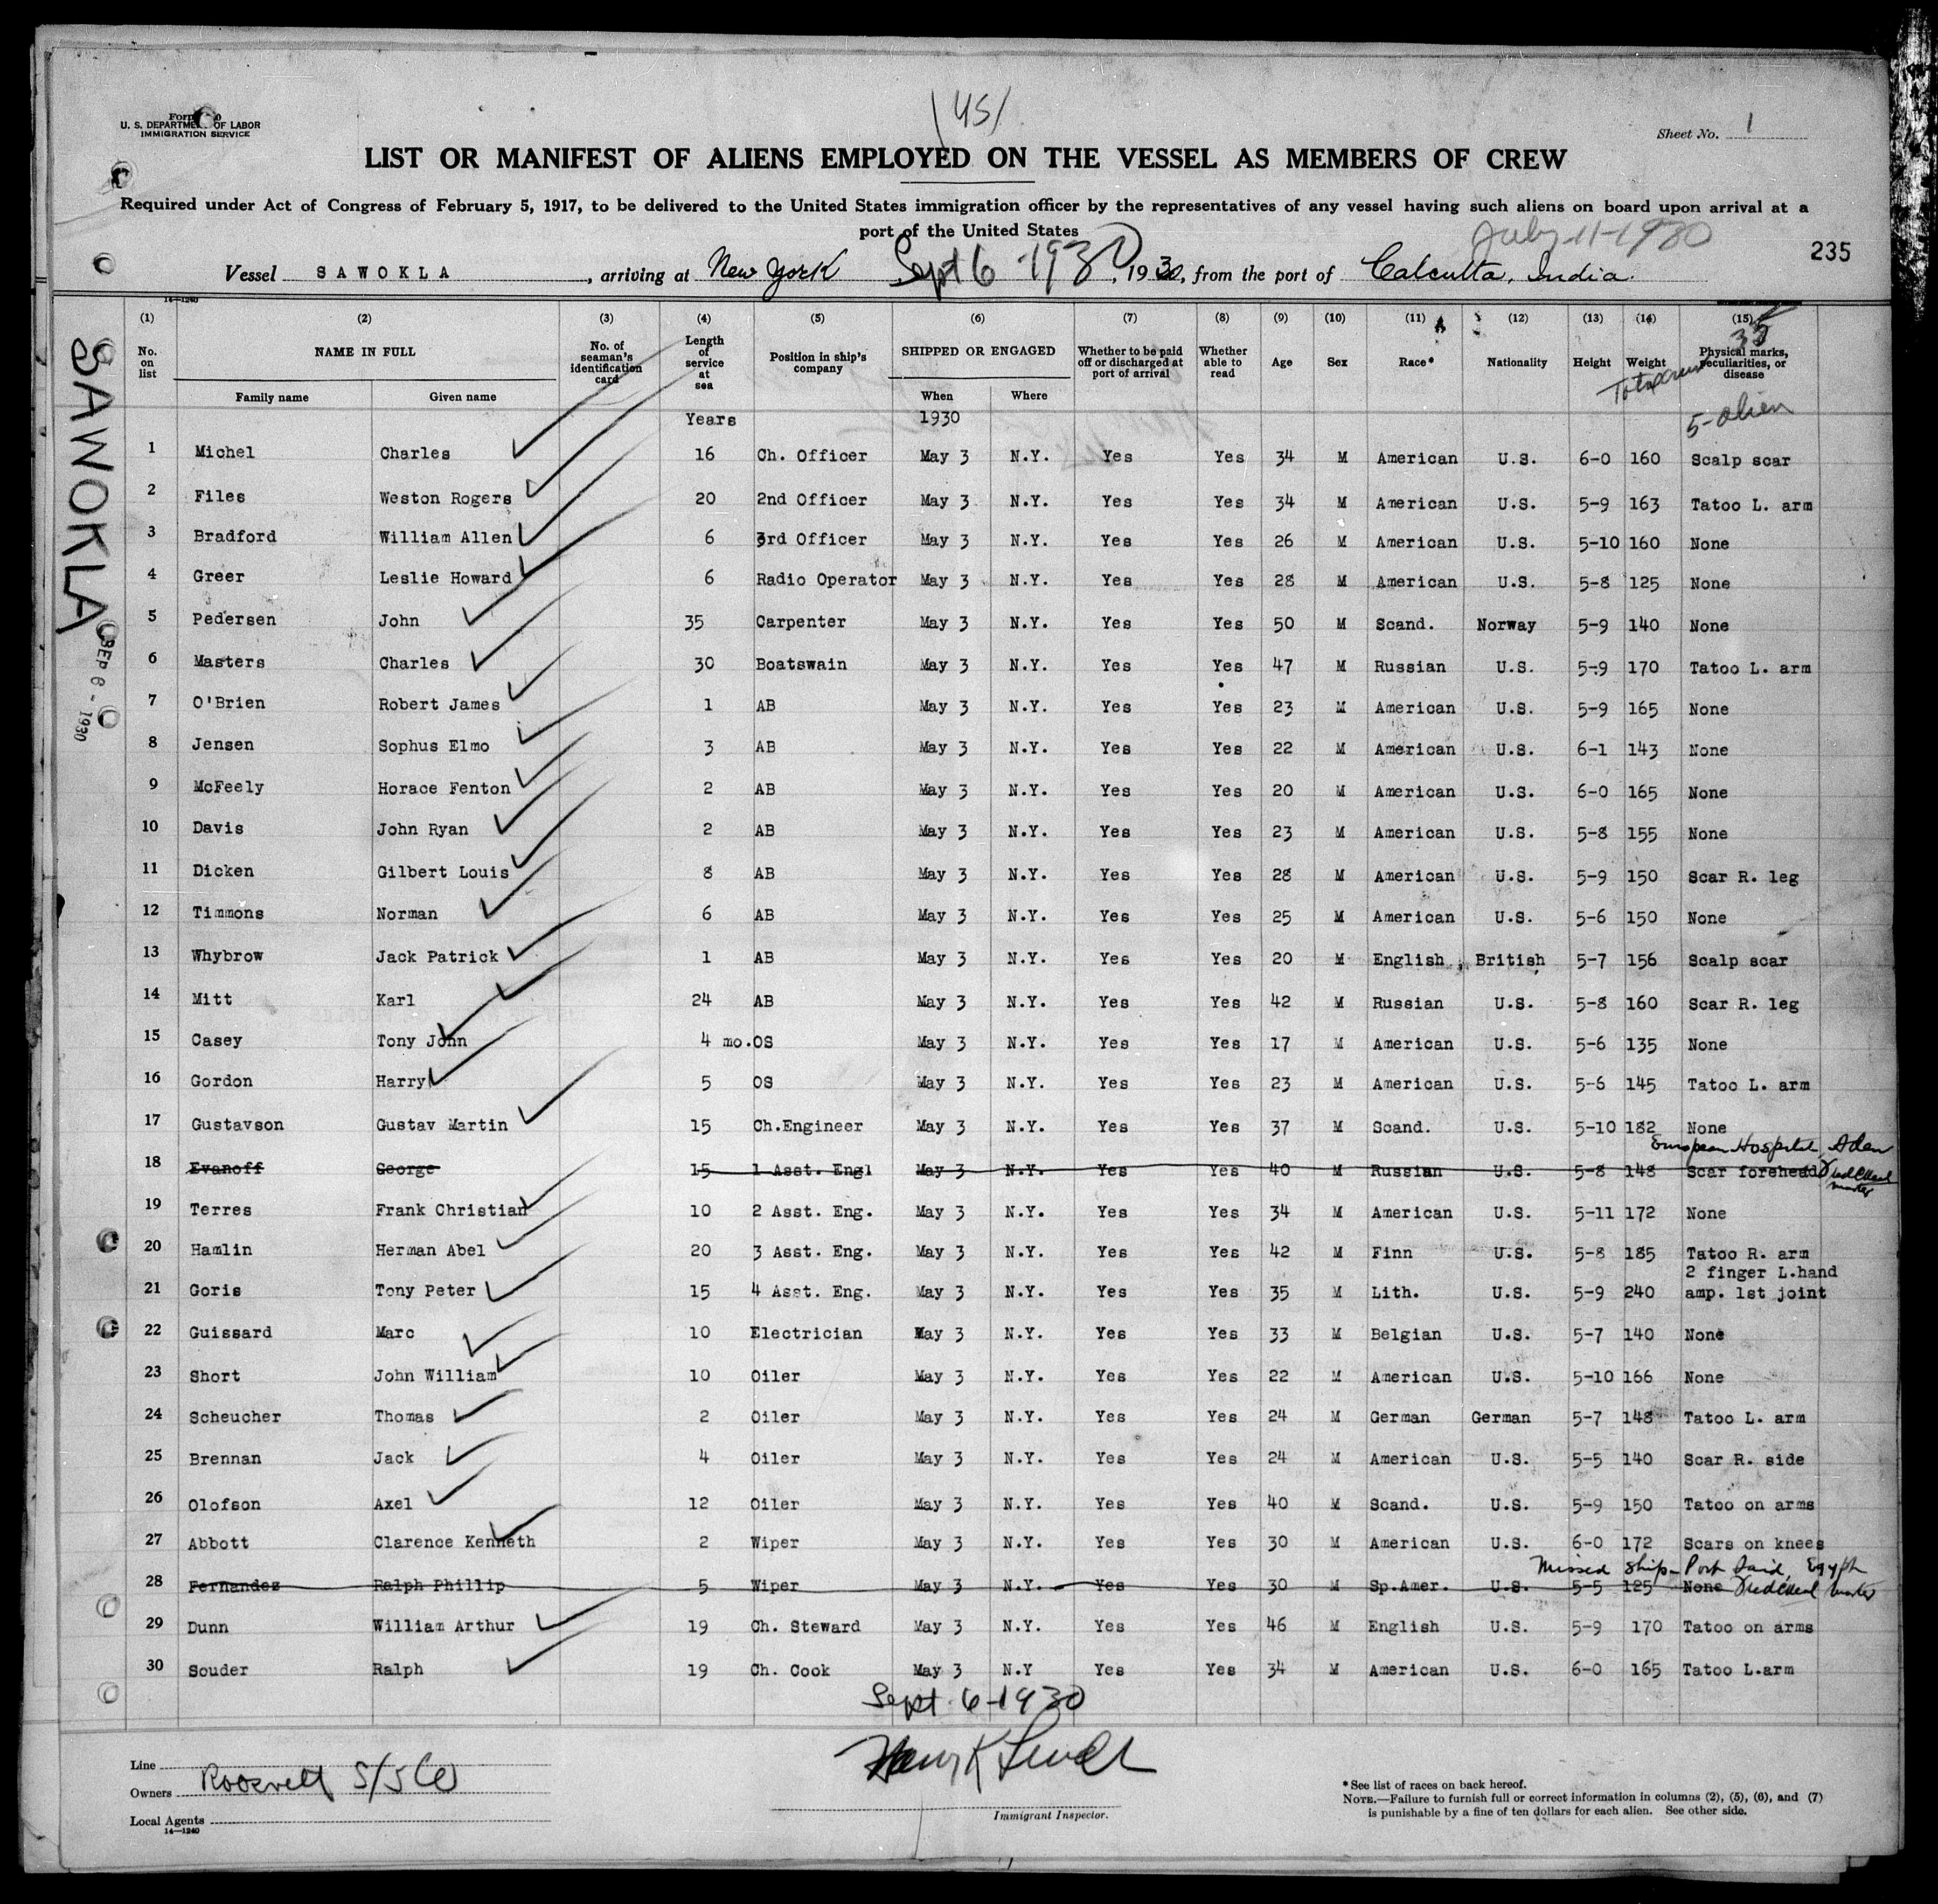 Form
U. S. DEPARTMENT OF LABOR
IMMIGRATION SERVICE
Sheet No. 1
LIST OR MANIFEST OF ALIENS EMPLOYED ON THE VESSEL AS MEMBERS OF CREW
Required under Act of Congress of February 5, 1917, to be delivered to the United States immigration officer by the representatives of any vessel having such aliens on board upon arrival at a
port of the United States
July-11-1930
235
Vessel SAWOKLA, arriving at New York Sept 6-1930, 1930, from the port of Calcutta, India.
14—1240
SAWOKLA
SEP 6 - 1930
(1) (2) (3) (4) (5) (6) (7) (8) (9) (10) (11) (12) (13) (14) (15)
No. on list NAME IN FULL No. of seaman's identification card Length of service at sea Position in ship's company SHIPPED OR ENGAGED Whether to be paid off or discharged at port of arrival Whether able to read Age Sex Race* Nationality Height Weight Physical marks, peculiarities, or disease
Family name Given name When Where
Years 1930
5-alien
1 Michel Charles 16 Ch. Officer May 3 N.Y. Yes Yes 34 M American U.S. 6-0 160 Scalp scar
2 Files Weston Rogers 20 2nd Officer May 3 N.Y. Yes Yes 34 M American U.S. 5-9 163 Tatoo L. arm
3 Bradford William Allen 6 3rd Officer May 3 N.Y. Yes Yes 26 M American U.S. 5-10 160 None
4 Greer Leslie Howard 6 Radio Operator May 3 N.Y. Yes Yes 28 M American U.S. 5-8 125 None
5 Pedersen John 35 Carpenter May 3 N.Y. Yes Yes 50 M Scand. Norway 5-9 140 None
6 Masters Charles 30 Boatswain May 3 N.Y. Yes Yes 47 M Russian U.S. 5-9 170 Tatoo L. arm
7 O'Brien Robert James 1 AB May 3 N.Y. Yes Yes 23 M American U.S. 5-9 165 None
8 Jensen Sophus Elmo 3 AB May 3 N.Y. Yes Yes 22 M American U.S. 6-1 143 None
9 McFeely Horace Fenton 2 AB May 3 N.Y. Yes Yes 20 M American U.S. 6-0 165 None
10 Davis John Ryan 2 AB May 3 N.Y. Yes Yes 23 M American U.S. 5-8 155 None
11 Dicken Gilbert Louis 8 AB May 3 N.Y. Yes Yes 28 M American U.S. 5-9 150 Scar R. leg
12 Timmons Norman 6 AB May 3 N.Y. Yes Yes 25 M American U.S. 5-6 150 None
13 Whybrow Jack Patrick 1 AB May 3 N.Y. Yes Yes 20 M English British 5-7 156 Scalp scar
14 Mitt Karl 24 AB May 3 N.Y. Yes Yes 42 M Russian U.S. 5-8 160 Scar R. leg
15 Casey Tony John 4 mo. OS May 3 N.Y. Yes Yes 17 M American U.S. 5-6 135 None
16 Gordon Harry 5 OS May 3 N.Y. Yes Yes 23 M American U.S. 5-6 145 Tatoo L. arm
17 Gustavson Gustav Martin 15 Ch.Engineer May 3 N.Y. Yes Yes 37 M Scand. U.S. 5-10 182 None
European Hospital, Aden
18 Evanoff George 15 1 Asst. Engl May 3 N.Y. Yes Yes 40 M Russian U.S. 5-8 148 Scar forehead
19 Terres Frank Christian 10 2 Asst. Eng. May 3 N.Y. Yes Yes 34 M American U.S. 5-11 172 None
20 Hamlin Herman Abel 20 3 Asst. Eng. May 3 N.Y. Yes Yes 42 M Finn U.S. 5-8 185 Tatoo R. arm
2 finger L.hand
21 Goris Tony Peter 15 4 Asst. Eng. May 3 N.Y. Yes Yes 35 M Lith. U.S. 5-9 240 amp. 1st joint
22 Guissard Marc 10 Electrician May 3 N.Y. Yes Yes 33 M Belgian U.S. 5-7 140 None
23 Short John William 10 Oiler May 3 N.Y. Yes Yes 22 M American U.S. 5-10 166 None
24 Scheucher Thomas 2 Oiler May 3 N.Y. Yes Yes 24 M German German 5-7 148 Tatoo L. arm
25 Brennan Jack 4 Oiler May 3 N.Y. Yes Yes 24 M American U.S. 5-5 140 Scar R. side
26 Olofson Axel 12 Oiler May 3 N.Y. Yes Yes 40 M Scand. U.S. 5-9 150 Tatoo on arms
27 Abbott Clarence Kenneth 2 Wiper May 3 N.Y. Yes Yes 30 M American U.S. 6-0 172 Scars on knees
Missed Ship - Port Said, Egypt
28 Fernandez Ralph Phillip 5 Wiper May 3 N.Y. Yes Yes 30 M Sp.Amer. U.S. 5-5 125 None
29 Dunn William Arthur 19 Ch. Steward May 3 N.Y. Yes Yes 46 M English U.S. 5-9 170 Tatoo on arms
30 Souder Ralph 19 Ch. Cook May 3 N.Y Yes Yes 34 M American U.S. 6-0 165 Tatoo L.arm
Sept 6-1930
Line
Owners Roosevelt S/S Co
Local Agents
14—1240
Immigrant Inspector.
*See list of races on back hereof.
NOTE.—Failure to furnish full or correct information in columns (2), (5), (6), and (7)
is punishable by a fine of ten dollars for each alien. See other side.